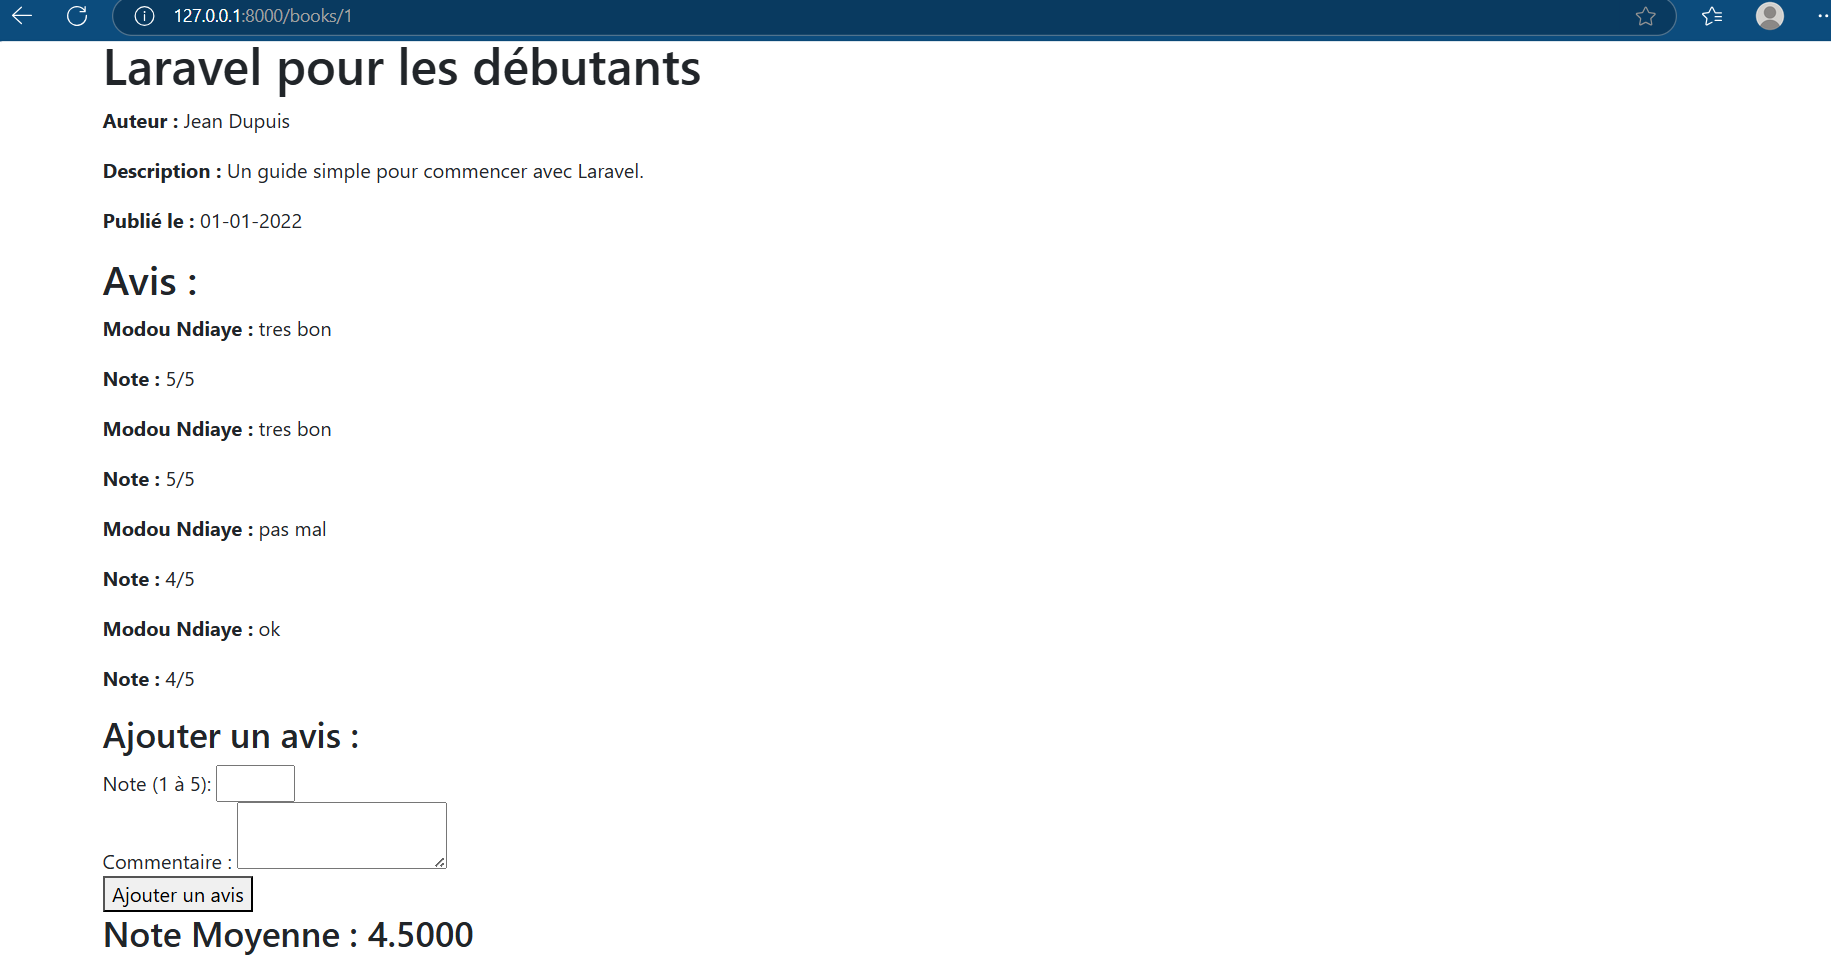 127.0.0.1:8000/books/1
Laravel pour les débutants
Auteur : Jean Dupuis
Description : Un guide simple pour commencer avec Laravel.
Publié le : 01-01-2022
Avis :
Modou Ndiaye : tres bon
Note : 5/5
Modou Ndiaye : tres bon
Note : 5/5
Modou Ndiaye : pas mal
Note : 4/5
Modou Ndiaye : ok
Note : 4/5
Ajouter un avis :
Note (1 à 5):
Commentaire :
Ajouter un avis
Note Moyenne : 4.5000